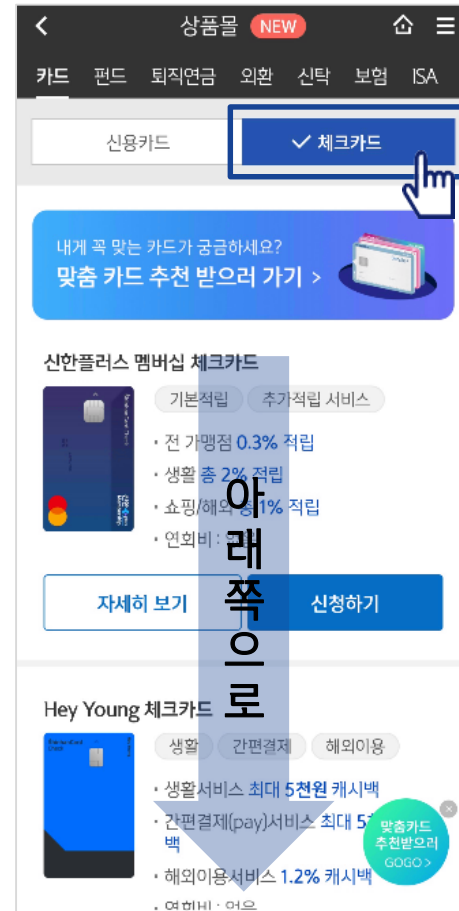 상품몰 NEW
카드 펀드 퇴직연금 외환 신탁 보험 ISA
신용카드 체크카드
내게 꼭 맞는 카드가 궁금하세요?
맞춤 카드 추천 받으러 가기 >
신한플러스 멤버십 체크카드
기본적립 추가적립 서비스
• 전 가맹점 0.3% 적립
• 생활 총 2% 적립
• 쇼핑/해외 총 1% 적립
• 연회비 : 없음
아래쪽으로
자세히 보기 신청하기
Hey Young 체크카드
생활 간편결제 해외이용
• 생활서비스 최대 5천원 캐시백
• 간편결제(pay)서비스 최대 5
백
• 해외이용서비스 1.2% 캐시백
• 연회비 : 없음
맞춤카드
추천받으러
GOGO >